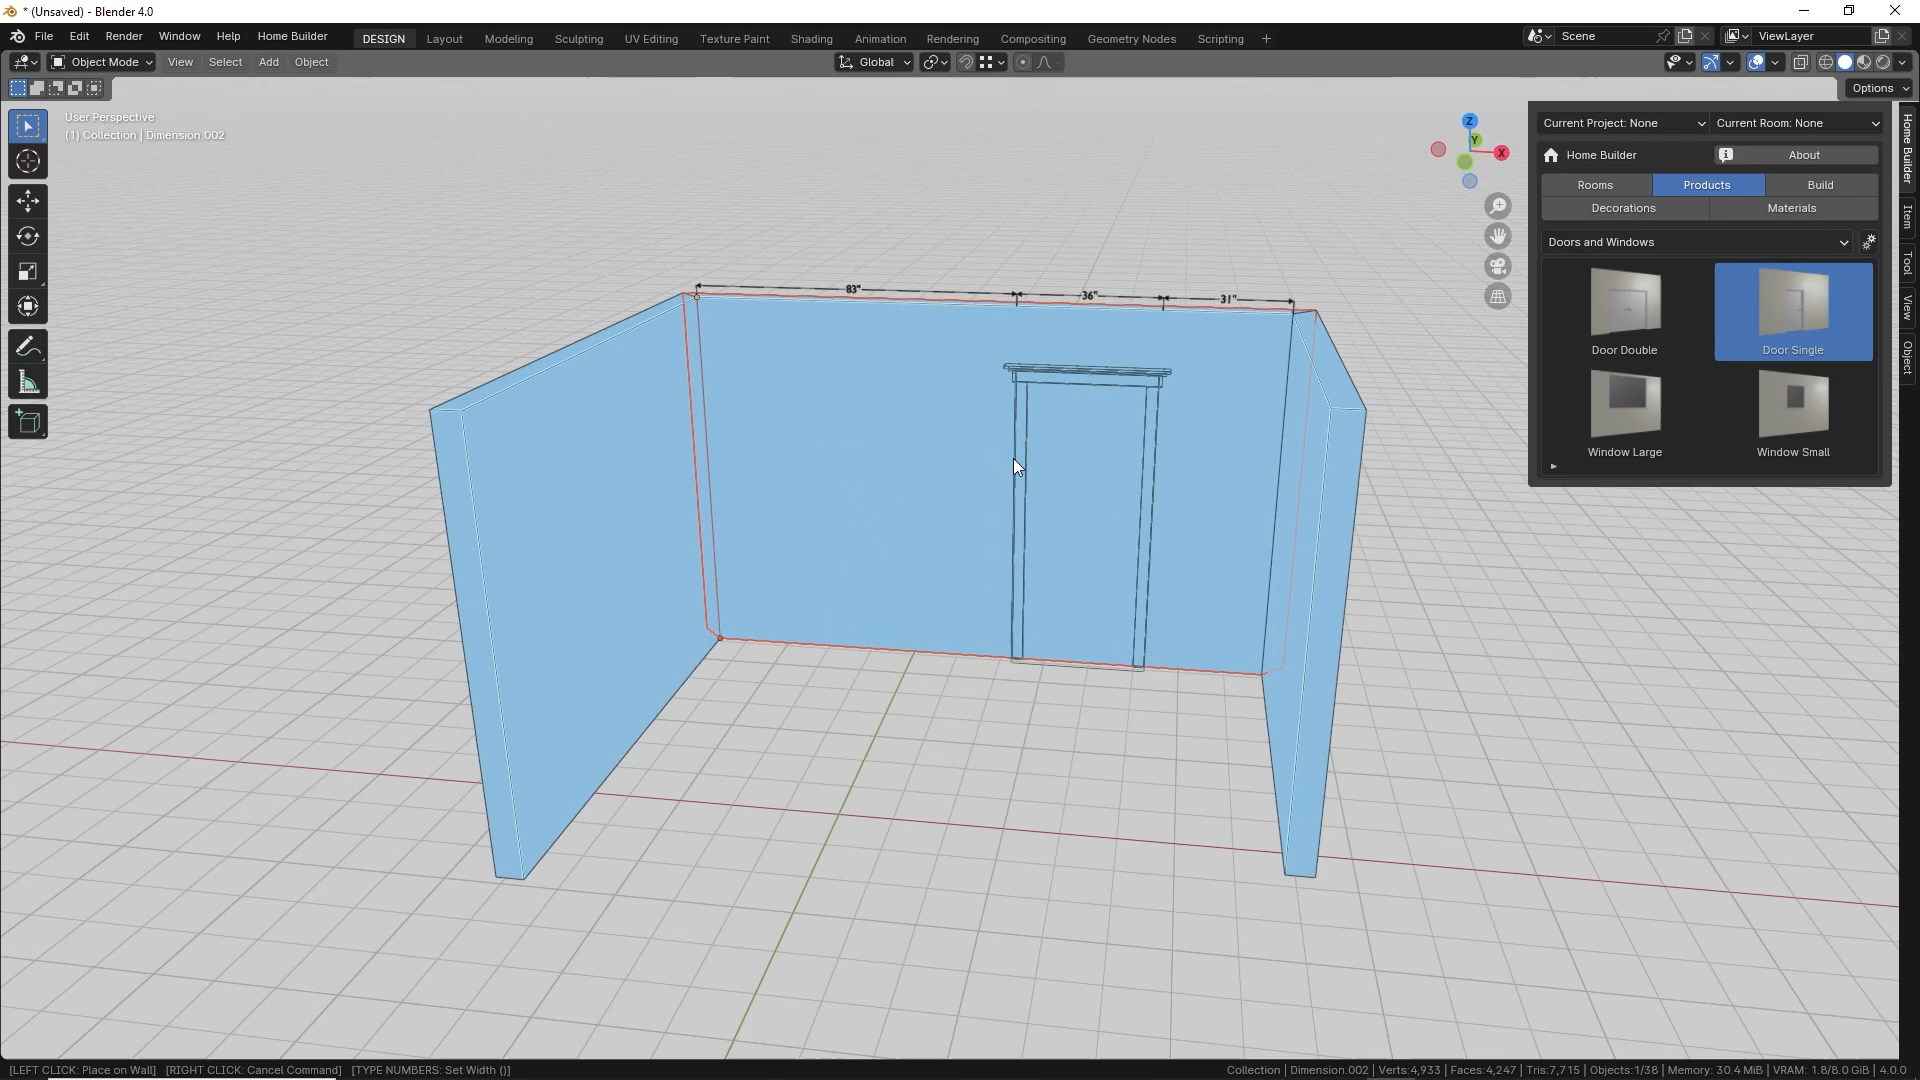 * (Unsaved) - Blender 4.0
File Edit Render Window Help Home Builder
DESIGN Layout Modeling Sculpting UV Editing Texture Paint Shading Animation Rendering Compositing Geometry Nodes Scripting +
Scene
ViewLayer
Object Mode View Select Add Object
Global
Options
User Perspective
(1) Collection | Dimension.002
Z
Y
X
Current Project: None
Current Room: None
Home Builder
About
Rooms
Products
Build
Decorations
Materials
Doors and Windows
Door Double
Door Single
Window Large
Window Small
Home Builder
Item
Tool
View
Object
83"
36"
31"
[LEFT CLICK: Place on Wall] [RIGHT CLICK: Cancel Command] [TYPE NUMBERS: Set Width ()]
Collection | Dimension.002 | Verts:4,933 | Faces:4,247 | Tris:7,715 | Objects:1/38 | Memory: 30.4 MiB | VRAM: 1.8/8.0 GiB | 4.0.0